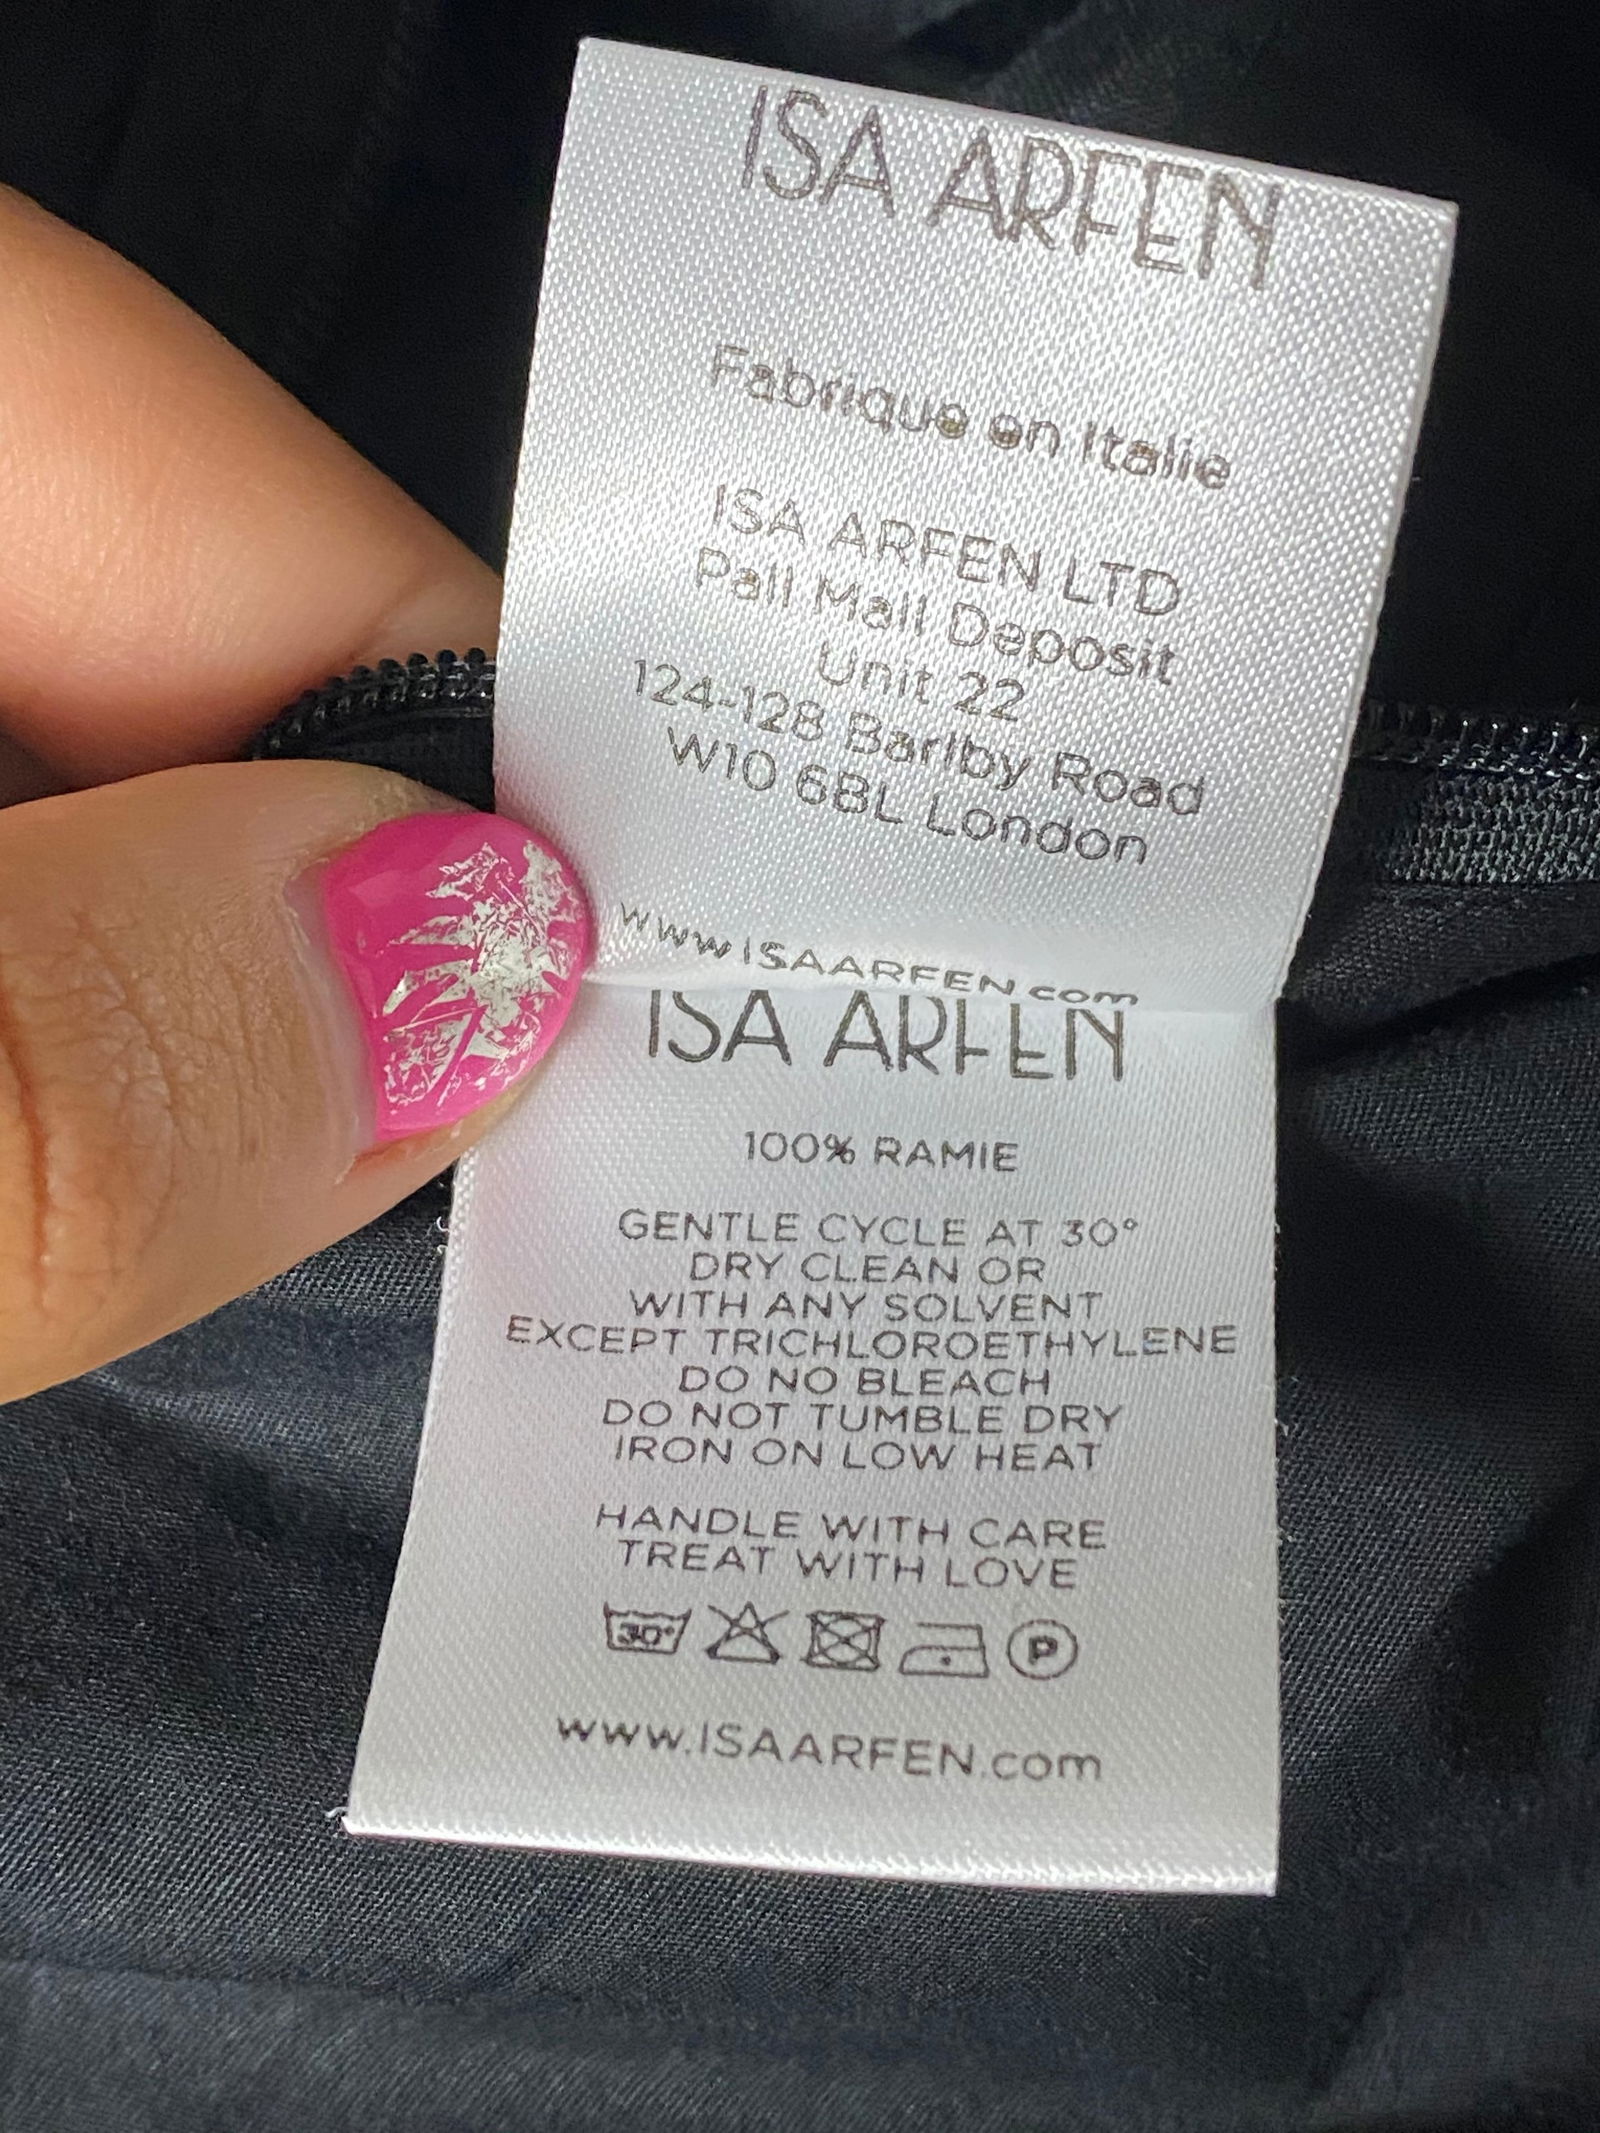 ISA ARFEN
Fabrique en Italie
ISA ARFEN LTD
Pall Mall Deposit
Unit 22
124-128 Barlby Road
W10 6BL London
www.ISAARFEN.com
ISA ARFEN
100% RAMIE
GENTLE CYCLE AT 30°
DRY CLEAN OR
WITH ANY SOLVENT
EXCEPT TRICHLOROETHYLENE
DO NO BLEACH
DO NOT TUMBLE DRY
IRON ON LOW HEAT
HANDLE WITH CARE
TREAT WITH LOVE
30° P
www.ISAARFEN.com